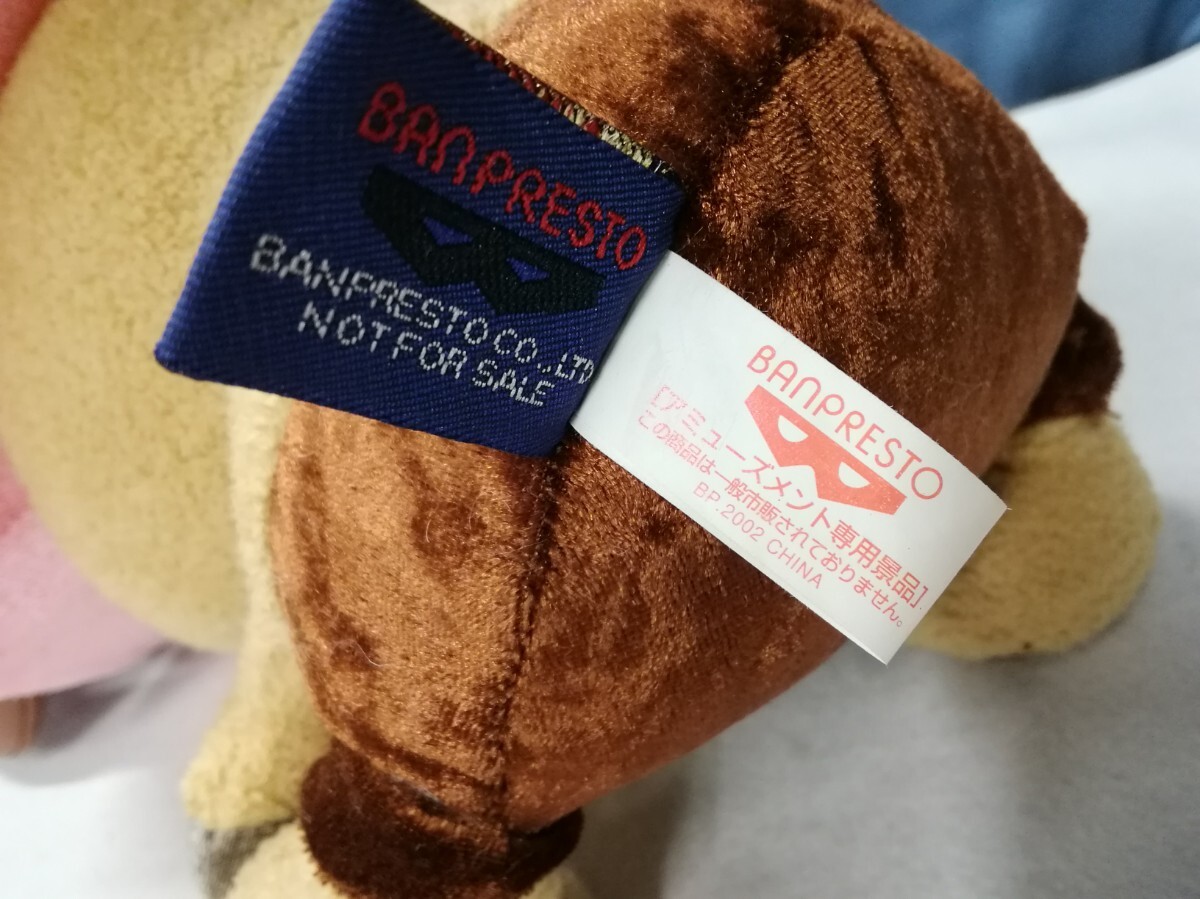 BANPRESTO
BANPRESTO CO.,LTD
NOT FOR SALE
BANPRESTO
[アミューズメント専用景品]
この商品は一般市販されておりません。
BP.2002 CHINA